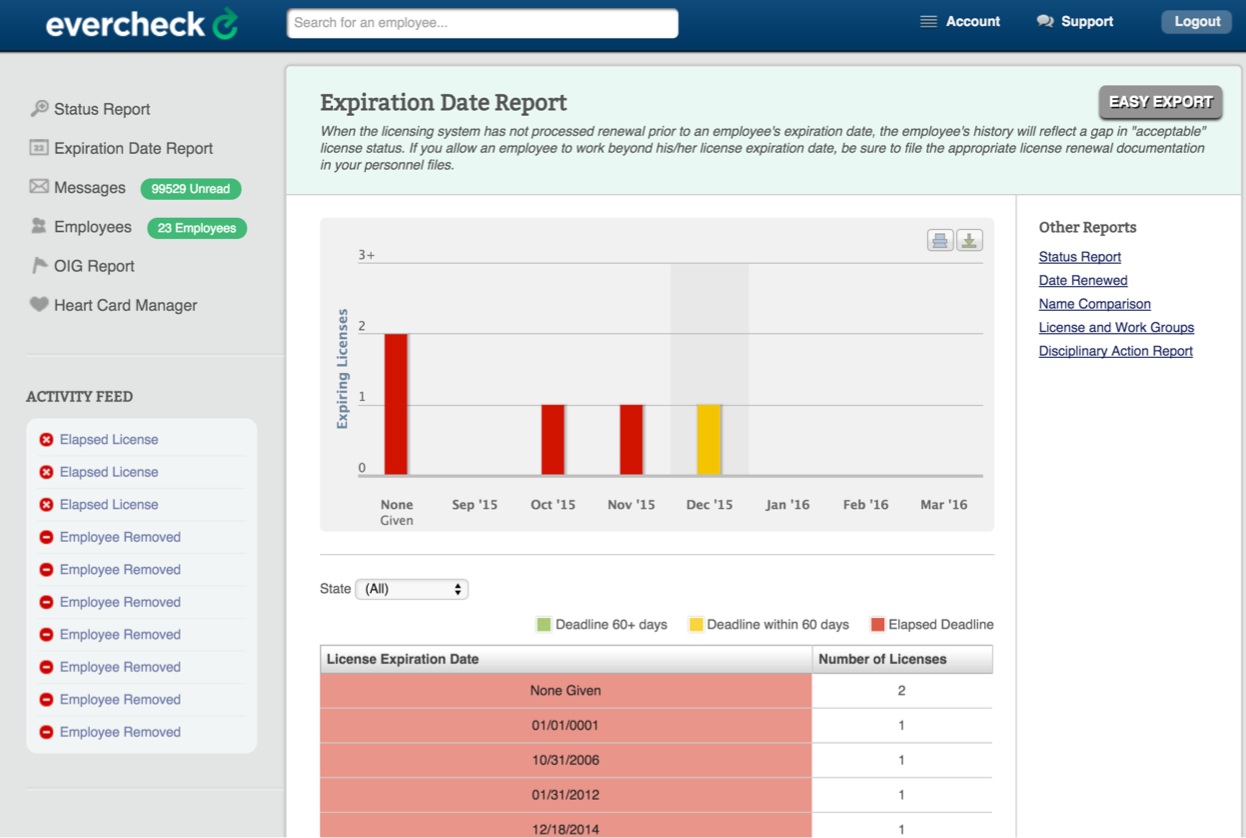 evercheck
Search for an employee...
Account
Support
Logout
Status Report
Expiration Date Report
Messages 99529 Unread
Employees 23 Employees
OIG Report
Heart Card Manager
ACTIVITY FEED
Elapsed License
Elapsed License
Elapsed License
Employee Removed
Employee Removed
Employee Removed
Employee Removed
Employee Removed
Employee Removed
Employee Removed
Expiration Date Report
EASY EXPORT
When the licensing system has not processed renewal prior to an employee's expiration date, the employee's history will reflect a gap in "acceptable"
license status. If you allow an employee to work beyond his/her license expiration date, be sure to file the appropriate license renewal documentation
in your personnel files.
Expiring Licenses
3+
2
1
0
None Sep '15 Oct '15 Nov '15 Dec '15 Jan '16 Feb '16 Mar '16
Given
State (All)
Deadline 60+ days Deadline within 60 days Elapsed Deadline
License Expiration Date Number of Licenses
None Given 2
01/01/0001 1
10/31/2006 1
01/31/2012 1
12/18/2014 1
Other Reports
Status Report
Date Renewed
Name Comparison
License and Work Groups
Disciplinary Action Report